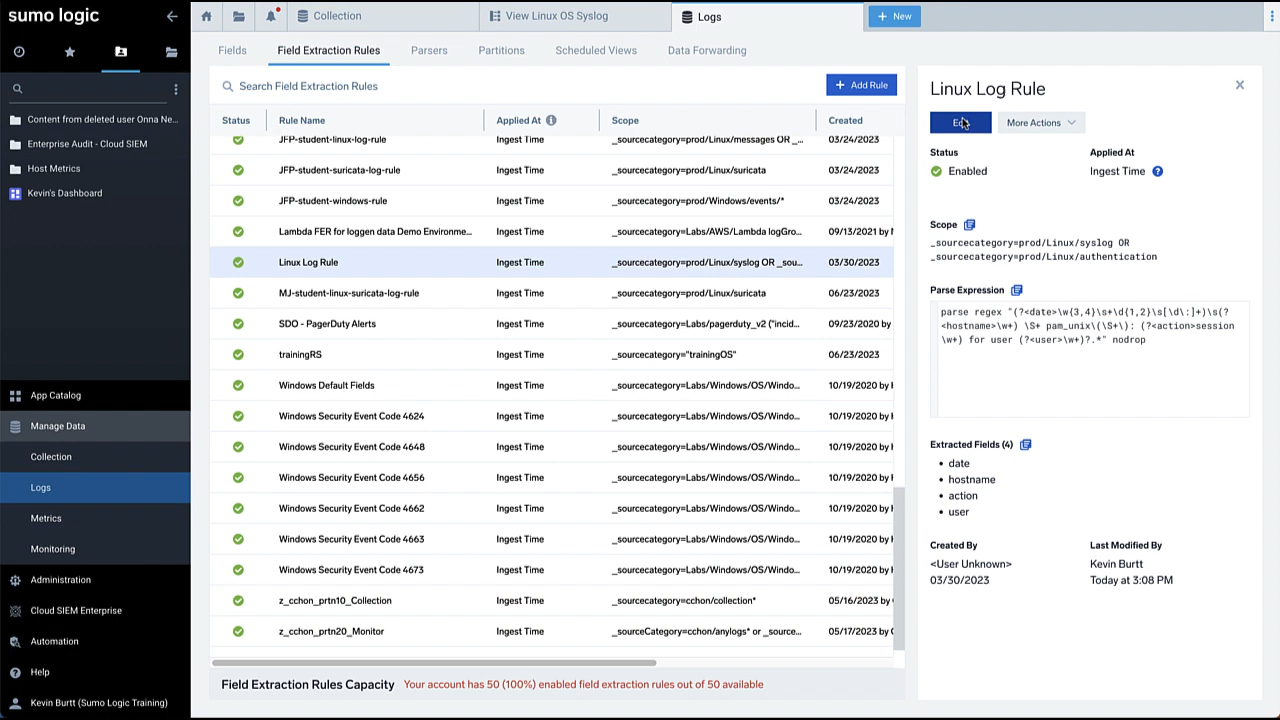 sumo logic
Content from deleted user Onna Ne...
Enterprise Audit - Cloud SIEM
Host Metrics
Kevin's Dashboard
App Catalog
Manage Data
Collection
Logs
Metrics
Monitoring
Administration
Cloud SIEM Enterprise
Automation
Help
Kevin Burtt (Sumo Logic Training)
Collection
View Linux OS Syslog
Logs
+ New
Fields
Field Extraction Rules
Parsers
Partitions
Scheduled Views
Data Forwarding
Search Field Extraction Rules
+ Add Rule
Status Rule Name Applied At Scope Created
JFP-student-linux-log-rule Ingest Time _sourcecategory=prod/Linux/messages OR _... 03/24/2023
JFP-student-suricata-log-rule Ingest Time _sourcecategory=prod/Linux/suricata 03/24/2023
JFP-student-windows-rule Ingest Time _sourcecategory=prod/Windows/events/* 03/24/2023
Lambda FER for loggen data Demo Environme... Ingest Time _sourcecategory=Labs/AWS/Lambda logGro... 09/13/2021 by
Linux Log Rule Ingest Time _sourcecategory=prod/Linux/syslog OR _sou... 03/30/2023
MJ-student-linux-suricata-log-rule Ingest Time _sourcecategory=prod/Linux/suricata 06/23/2023
SDO - PagerDuty Alerts Ingest Time _sourcecategory=Labs/pagerduty_v2 ("incid... 09/23/2020 by
trainingRS Ingest Time _sourcecategory="trainingOS" 06/23/2023
Windows Default Fields Ingest Time _sourcecategory=Labs/Windows/OS/Windo... 10/19/2020 by
Windows Security Event Code 4624 Ingest Time _sourcecategory=Labs/Windows/OS/Windo... 10/19/2020 by
Windows Security Event Code 4648 Ingest Time _sourcecategory=Labs/Windows/OS/Windo... 10/19/2020 by
Windows Security Event Code 4656 Ingest Time _sourcecategory=Labs/Windows/OS/Windo... 10/19/2020 by
Windows Security Event Code 4662 Ingest Time _sourcecategory=Labs/Windows/OS/Windo... 10/19/2020 by
Windows Security Event Code 4663 Ingest Time _sourcecategory=Labs/Windows/OS/Windo... 10/19/2020 by
Windows Security Event Code 4673 Ingest Time _sourcecategory=Labs/Windows/OS/Windo... 10/19/2020 by
z_cchon_prtn10_Collection Ingest Time _sourcecategory=cchon/collection* 05/16/2023 by
z_cchon_prtn20_Monitor Ingest Time _sourceCategory=cchon/anylogs* or _source... 05/17/2023 by
Field Extraction Rules Capacity Your account has 50 (100%) enabled field extraction rules out of 50 available
Linux Log Rule
More Actions
Status Applied At
Enabled Ingest Time
Scope
_sourcecategory=prod/Linux/syslog OR
_sourcecategory=prod/Linux/authentication
Parse Expression
parse regex "(?<date>\w{3,4}\s+\d{1,2}\s[\d\:]+)\s(?
<hostname>\w+) \S+ pam_unix\(\S+\): (?<action>session
\w+) for user (?<user>\w+)?.*" nodrop
Extracted Fields (4)
• date
• hostname
• action
• user
Created By Last Modified By
<User Unknown> Kevin Burtt
03/30/2023 Today at 3:08 PM